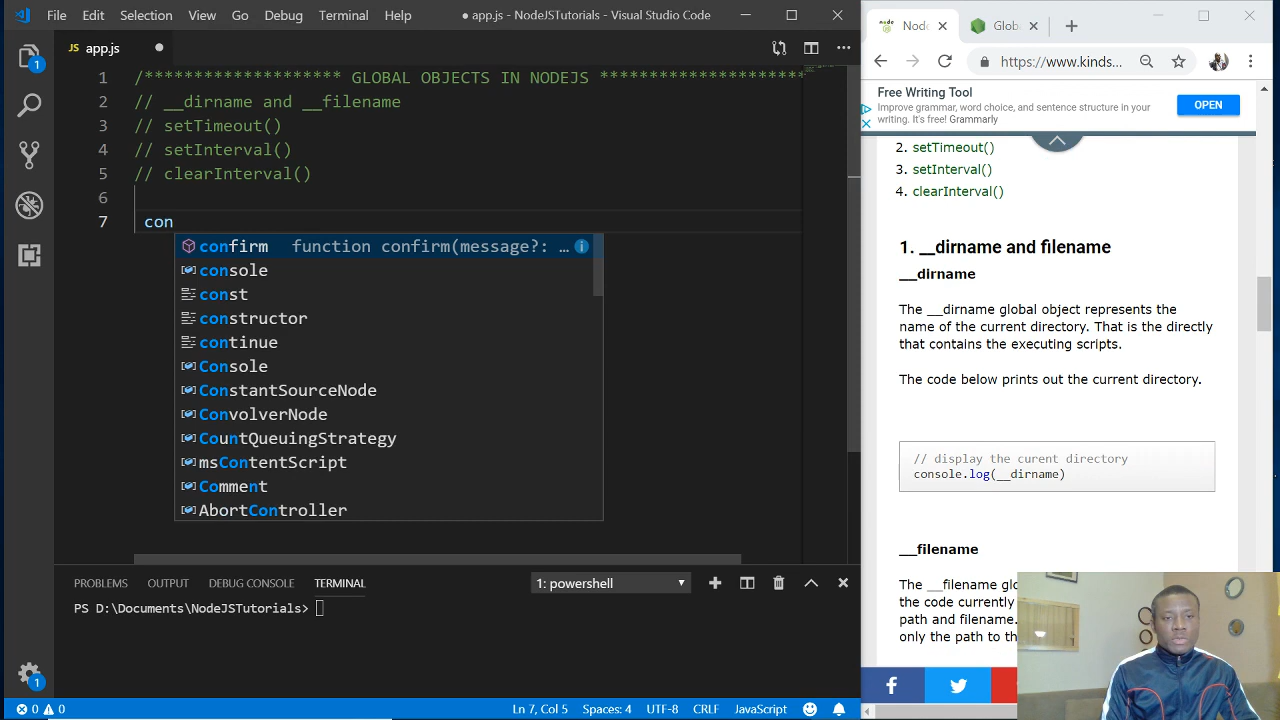 File Edit Selection View Go Debug Terminal Help
● app.js - NodeJSTutorials - Visual Studio Code
JS app.js
1 /******************* GLOBAL OBJECTS IN NODEJS *********************
2 // __dirname and __filename
3 // setTimeout()
4 // setInterval()
5 // clearInterval()
6
7 con
confirm function confirm(message?: …
console
const
constructor
continue
Console
ConstantSourceNode
ConvolverNode
CountQueuingStrategy
msContentScript
Comment
AbortController
PROBLEMS OUTPUT DEBUG CONSOLE TERMINAL 1: powershell
PS D:\Documents\NodeJSTutorials>
1
1
0 0 Ln 7, Col 5 Spaces: 4 UTF-8 CRLF JavaScript
Node Glob
https://www.kinds...
Free Writing Tool
Improve grammar, word choice, and sentence structure in your
writing. It's free! Grammarly
OPEN
2. setTimeout()
3. setInterval()
4. clearInterval()
1. __dirname and filename
__dirname
The __dirname global object represents the
name of the current directory. That is the directly
that contains the executing scripts.
The code below prints out the current directory.
// display the curent directory
console.log(__dirname)
__filename
The __filename glo
the code currently
path and filename.
only the path to th